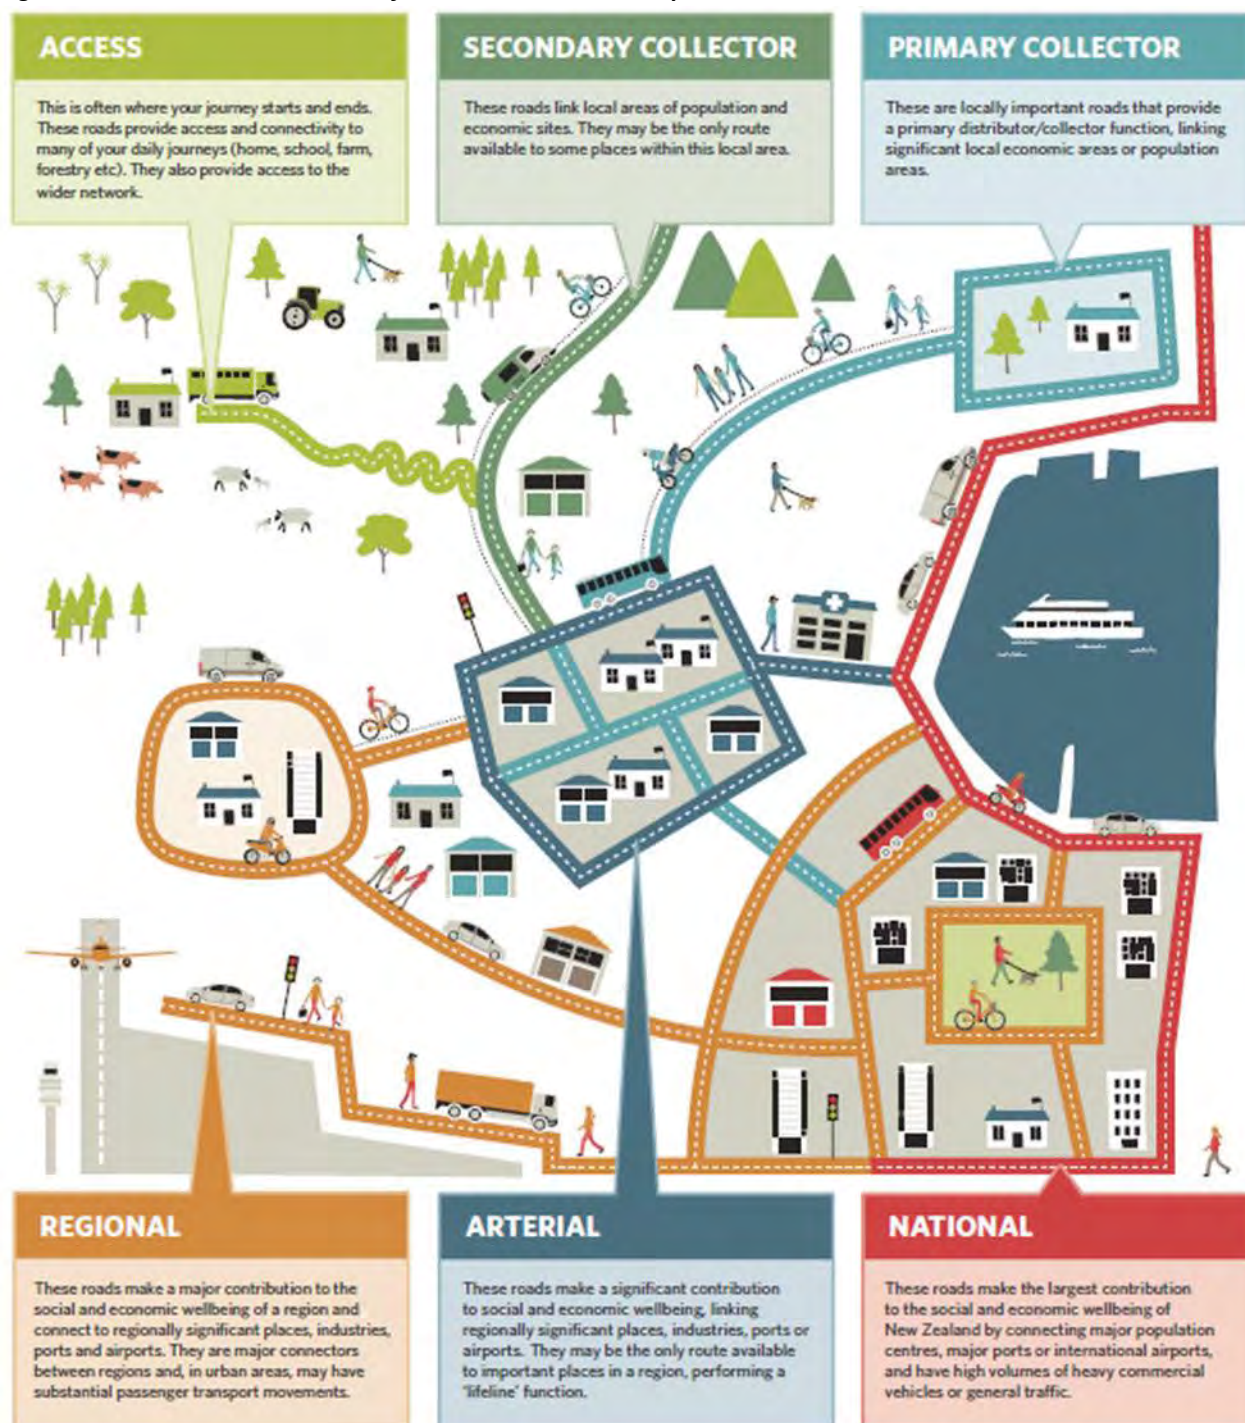 ACCESS
This is often where your journey starts and ends.
These roads provide access and connectivity to
many of your daily journeys (home, school, farm,
forestry etc). They also provide access to the
wider network.
SECONDARY COLLECTOR
These roads link local areas of population and
economic sites. They may be the only route
available to some places within this local area.
PRIMARY COLLECTOR
These are locally important roads that provide
a primary distributor/collector function, linking
significant local economic areas or population
areas.
REGIONAL
These roads make a major contribution to the
social and economic wellbeing of a region and
connect to regionally significant places, industries,
ports and airports. They are major connectors
between regions and, in urban areas, may have
substantial passenger transport movements.
ARTERIAL
These roads make a significant contribution
to social and economic wellbeing, linking
regionally significant places, industries, ports or
airports. They may be the only route available
to important places in a region, performing a
'lifeline' function.
NATIONAL
These roads make the largest contribution
to the social and economic wellbeing of
New Zealand by connecting major population
centres, major ports or international airports,
and have high volumes of heavy commercial
vehicles or general traffic.